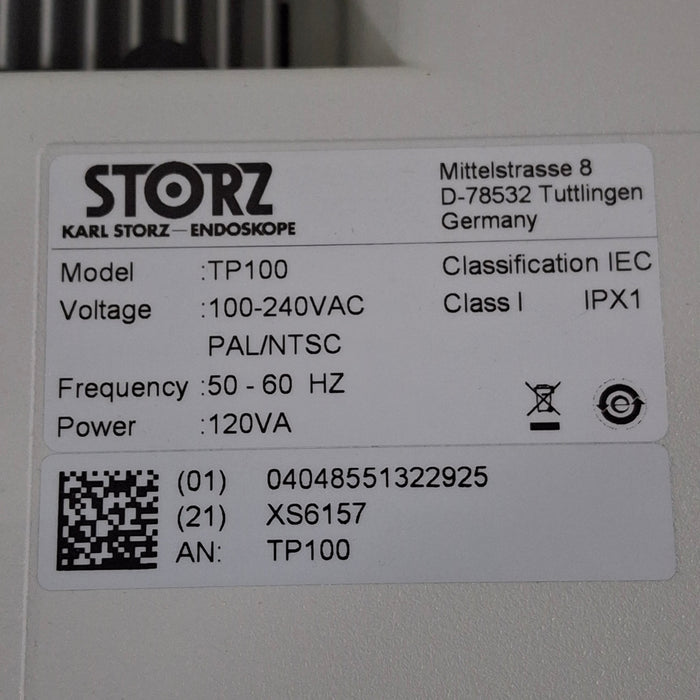 STORZ
KARL STORZ—ENDOSKOPE
Mittelstrasse 8
D-78532 Tuttlingen
Germany
Model :TP100
Voltage :100-240VAC
PAL/NTSC
Frequency :50 - 60 HZ
Power :120VA
Classification IEC
Class I IPX1
e
(01) 04048551322925
(21) XS6157
AN: TP100